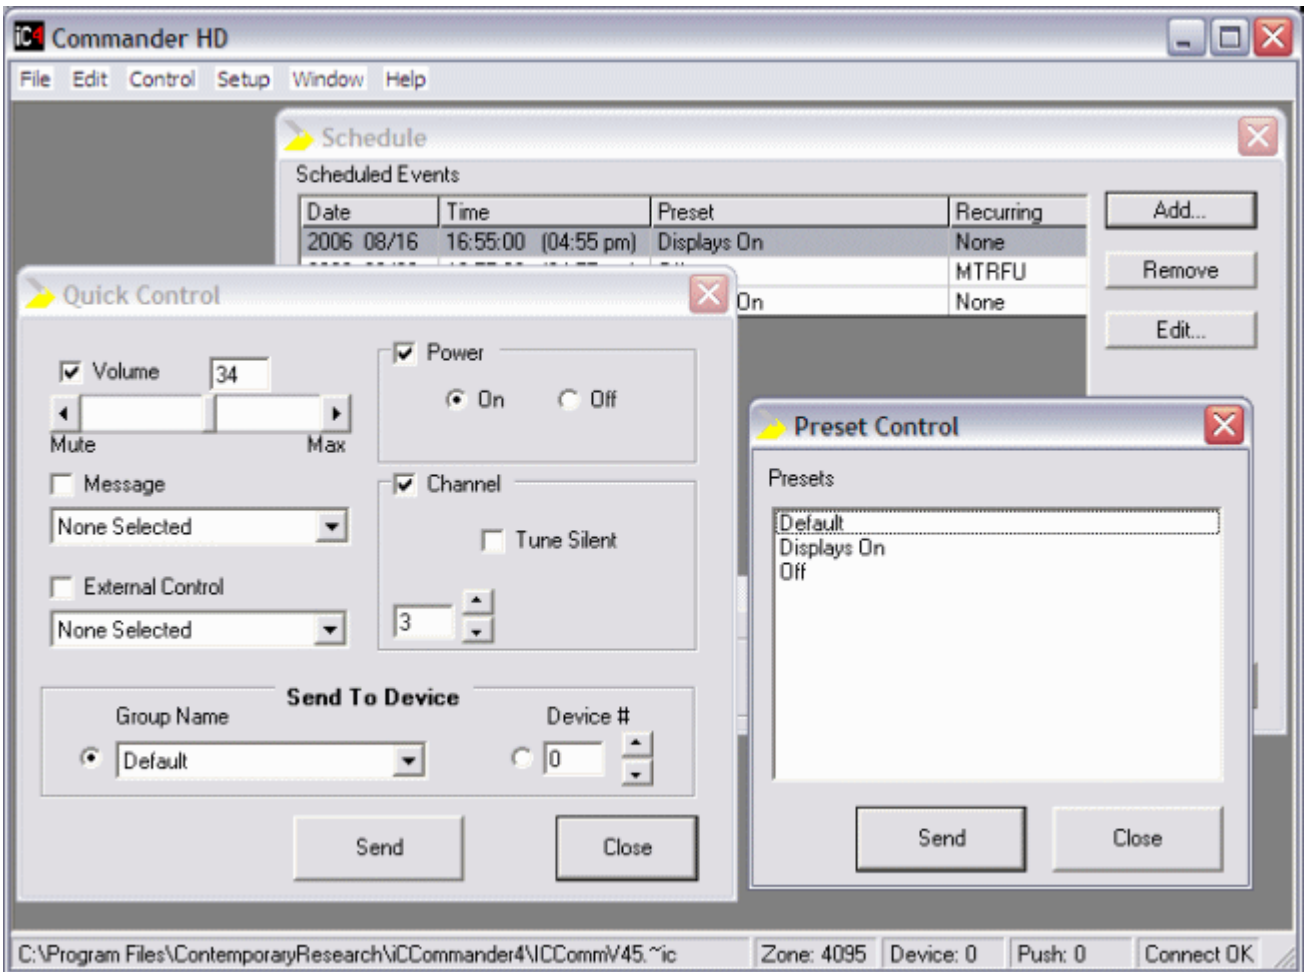 iC4 Commander HD
File Edit Control Setup Window Help
Schedule
Scheduled Events
Date Time Preset Recurring
2006 08/16 16:55:00 (04:55 pm) Displays On None
MTRFU
On None
Add...
Remove
Edit...
Quick Control
Volume 34
Mute Max
Message
None Selected
External Control
None Selected
Power
On Off
Channel
Tune Silent
3
Send To Device
Group Name Device #
Default 0
Send Close
Preset Control
Presets
Default
Displays On
Off
Send Close
C:\Program Files\ContemporaryResearch\iCCommander4\ICCommV45.~ic Zone: 4095 Device: 0 Push: 0 Connect OK